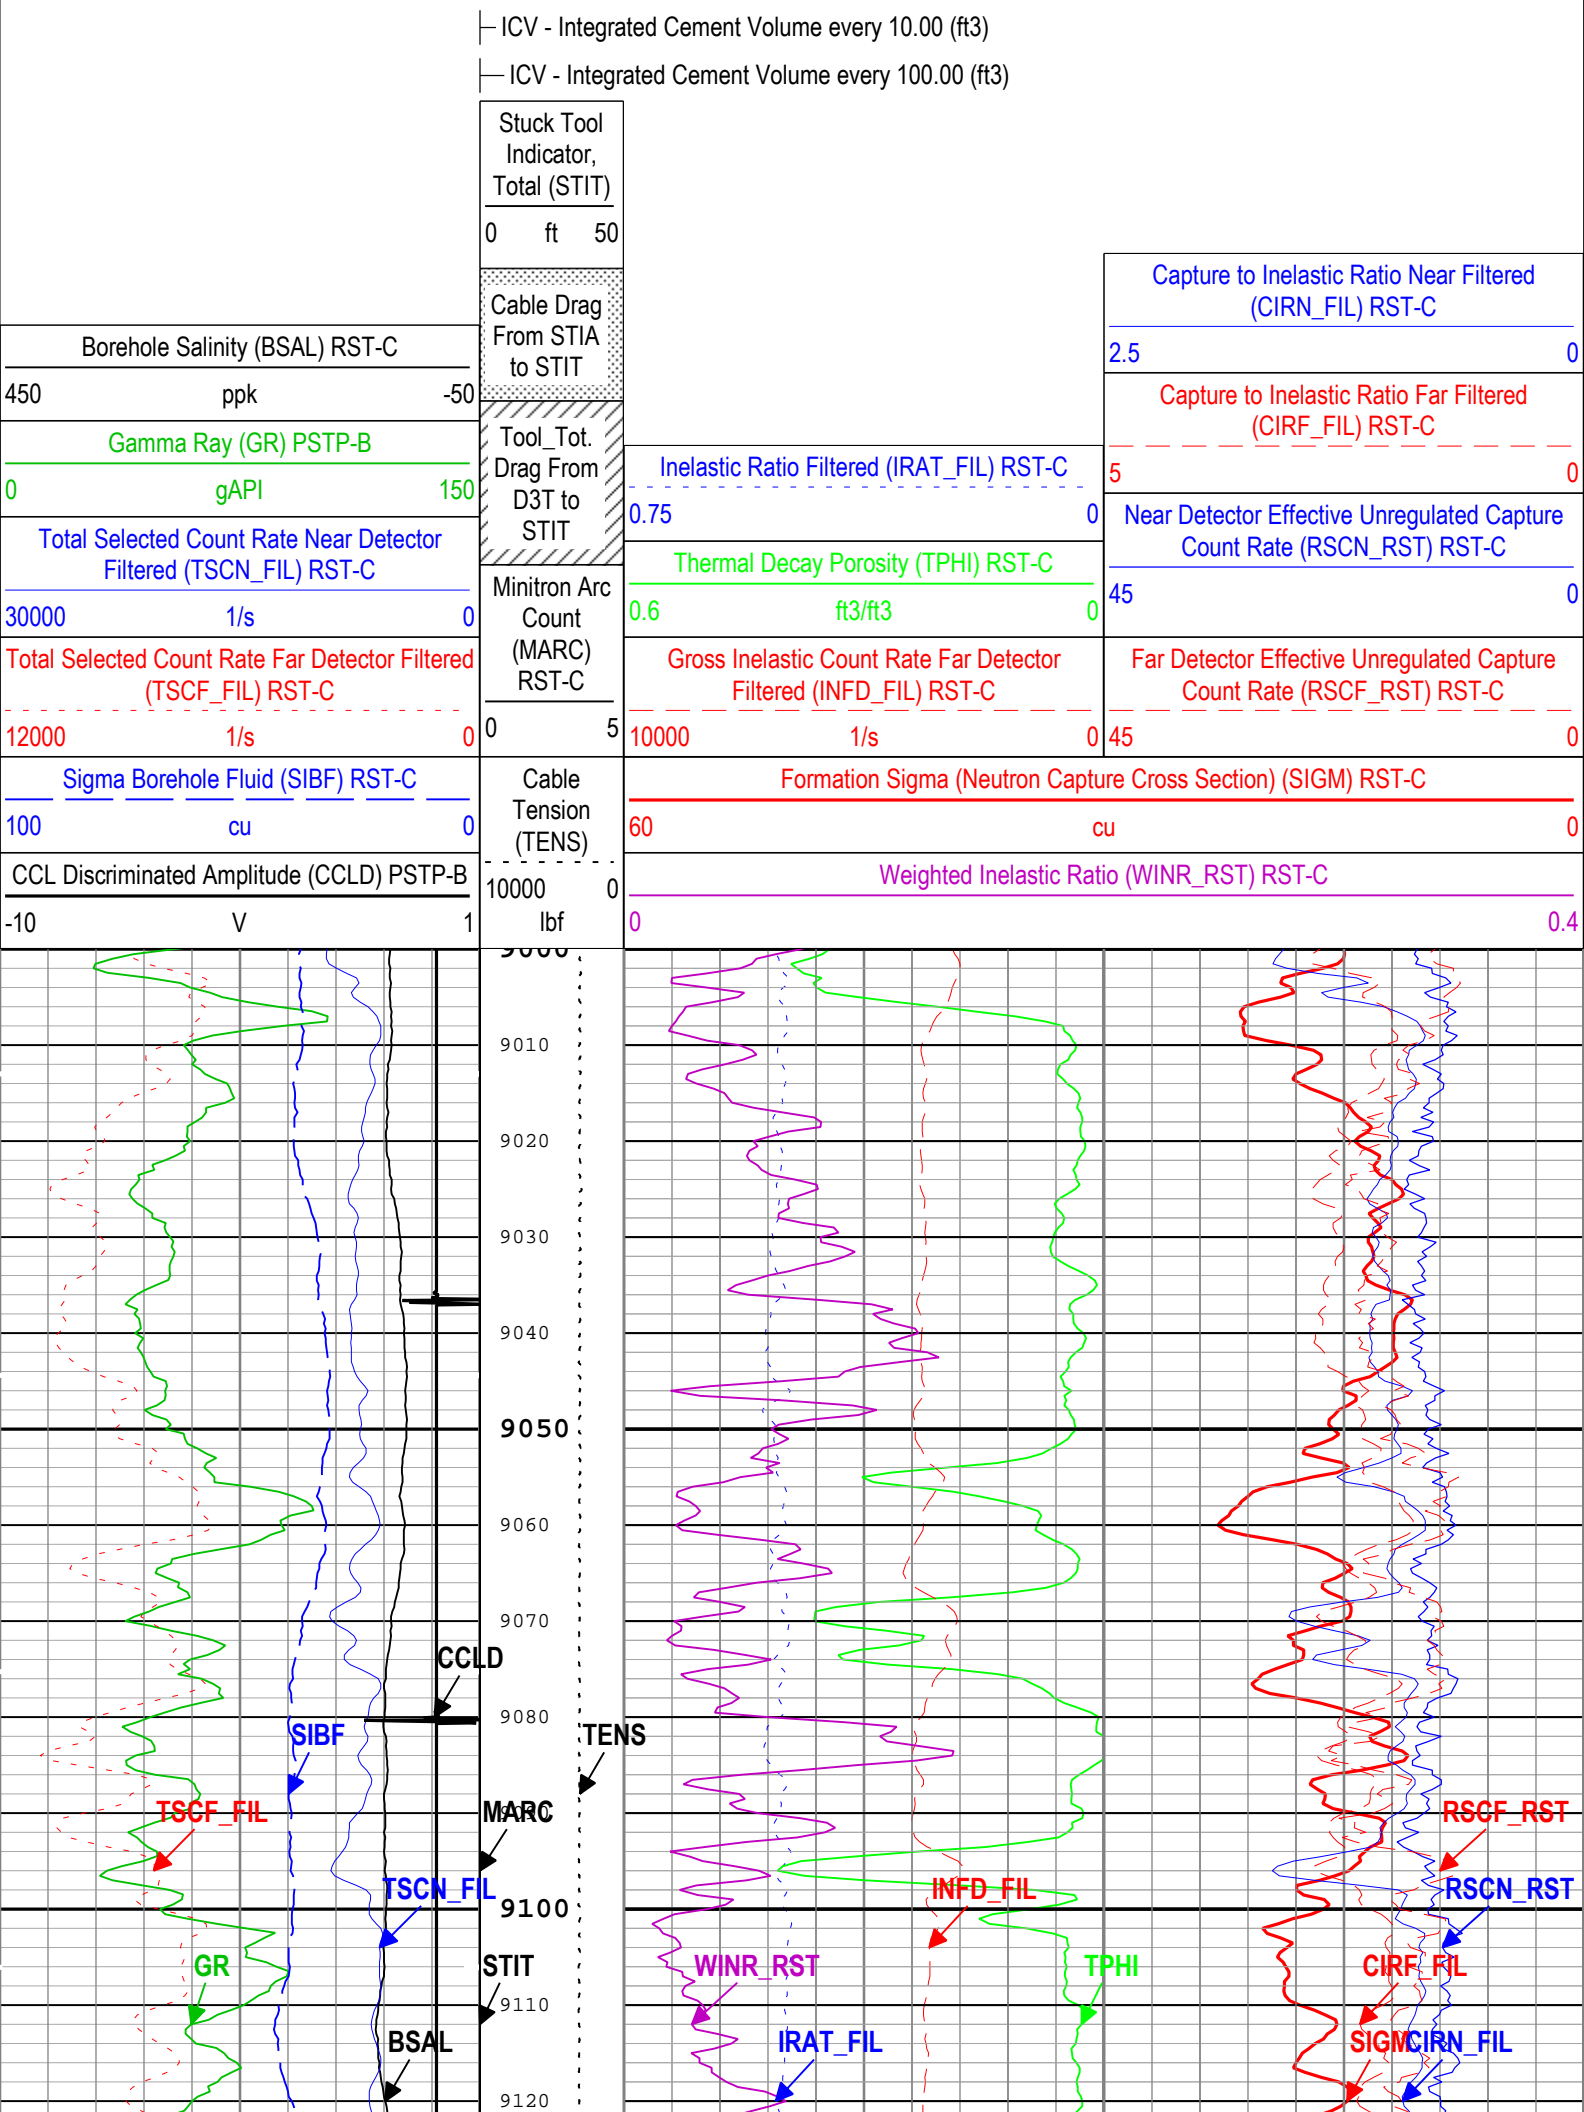 ICV - Integrated Cement Volume every 10.00 (ft3)
ICV - Integrated Cement Volume every 100.00 (ft3)
Stuck Tool
Indicator,
Total (STIT)
0 ft 50
Cable Drag
From STIA
to STIT
Tool_Tot.
Drag From
D3T to
STIT
Minitron Arc
Count
(MARC)
RST-C
0 5
Cable
Tension
(TENS)
10000 0
lbf
Borehole Salinity (BSAL) RST-C
450 ppk -50
Gamma Ray (GR) PSTP-B
0 gAPI 150
Total Selected Count Rate Near Detector
Filtered (TSCN_FIL) RST-C
30000 1/s 0
Total Selected Count Rate Far Detector Filtered
(TSCF_FIL) RST-C
12000 1/s 0
Sigma Borehole Fluid (SIBF) RST-C
100 cu 0
CCL Discriminated Amplitude (CCLD) PSTP-B
-10 V 1
Inelastic Ratio Filtered (IRAT_FIL) RST-C
0.75 0
Thermal Decay Porosity (TPHI) RST-C
0.6 ft3/ft3 0
Gross Inelastic Count Rate Far Detector
Filtered (INFD_FIL) RST-C
10000 1/s 0
Capture to Inelastic Ratio Near Filtered
(CIRN_FIL) RST-C
2.5 0
Capture to Inelastic Ratio Far Filtered
(CIRF_FIL) RST-C
5 0
Near Detector Effective Unregulated Capture
Count Rate (RSCN_RST) RST-C
45 0
Far Detector Effective Unregulated Capture
Count Rate (RSCF_RST) RST-C
45 0
Formation Sigma (Neutron Capture Cross Section) (SIGM) RST-C
60 cu 0
Weighted Inelastic Ratio (WINR_RST) RST-C
0 0.4
9000
9010
9020
9030
9040
9050
9060
9070
CCLD
9080
SIBF TENS
TSCF_FIL MARC 9090 RSCF_RST
TSCN_FIL INFD_FIL RSCN_RST
9100
GR STIT WINR_RST TPHI CIRF_FIL
9110
BSAL IRAT_FIL SIGM CIRN_FIL
9120